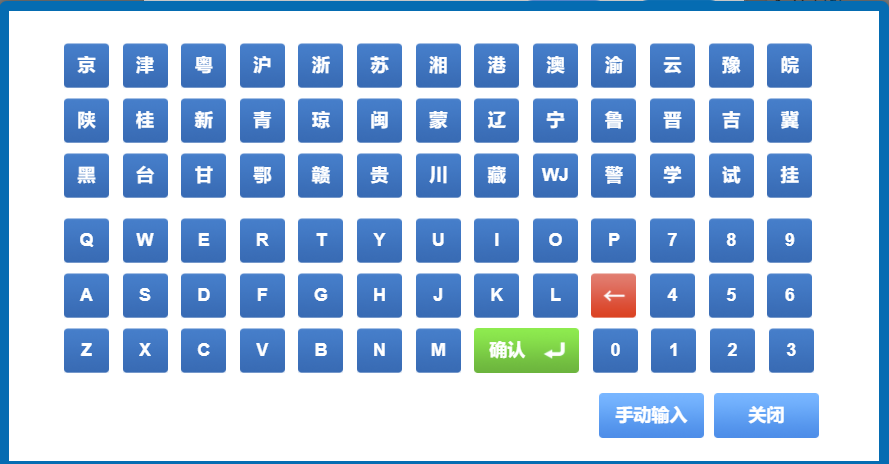 京 津 粤 沪 浙 苏 湘 港 澳 渝 云 豫 皖
陕 桂 新 青 琼 闽 蒙 辽 宁 鲁 晋 吉 冀
黑 台 甘 鄂 赣 贵 川 藏 WJ 警 学 试 挂
Q W E R T Y U I O P 7 8 9
A S D F G H J K L ← 4 5 6
Z X C V B N M 确认 0 1 2 3
手动输入 关闭